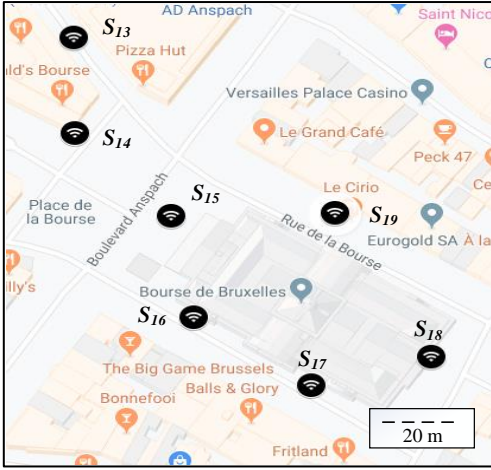 AD Anspach
Saint Nico
S13
Pizza Hut
ald's Bourse
Versailles Palace Casino
S14
Le Grand Café
Peck 47
Le Cirio
Ce
S15
S19
Place de
la Bourse
Boulevard Anspach
Rue de la Bourse
Eurogold SA
À la
illy's
Bourse de Bruxelles
S16
S18
The Big Game Brussels
S17
Balls & Glory
Bonnefooi
20 m
Fritland